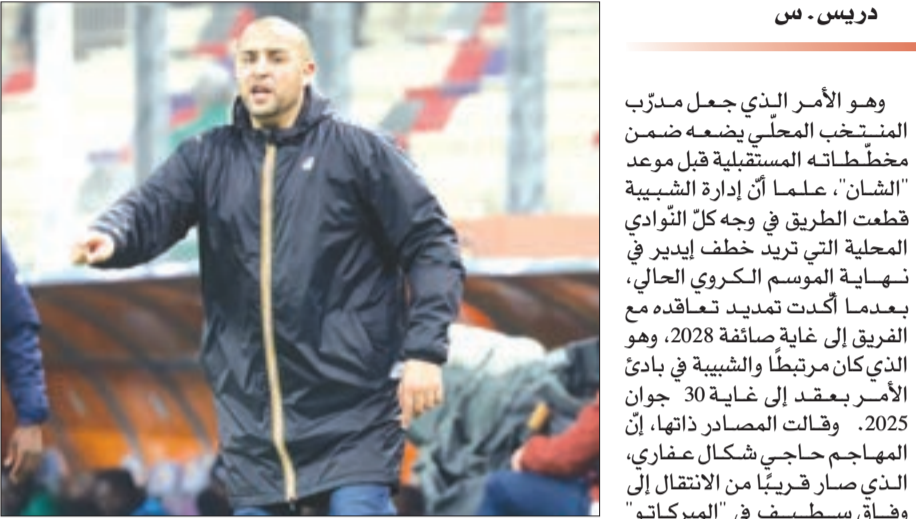 دريس. س
وهو الأمر الذي جعل مدرّب
المنتخب المحلّي يضعه ضمن
مخطّطاته المستقبلية قبل موعد
"الشان"، علما أنّ إدارة الشبيبة
قطعت الطريق في وجه كلّ النّوادي
المحلية التي تريد خطف إيدير في
نهاية الموسم الكروي الحالي،
بعدما أكّدت تمديد تعاقده مع
الفريق إلى غاية صائفة 2028، وهو
الذي كان مرتبطًا والشبيبة في بادئ
الأمر بعقد إلى غاية 30 جوان
2025. وقالت المصادر ذاتها، إنّ
المهاجم حاجي شكال عفاري،
الذي صار قريبًا من الانتقال إلى
وفاق سطيف في "الميركاتو"